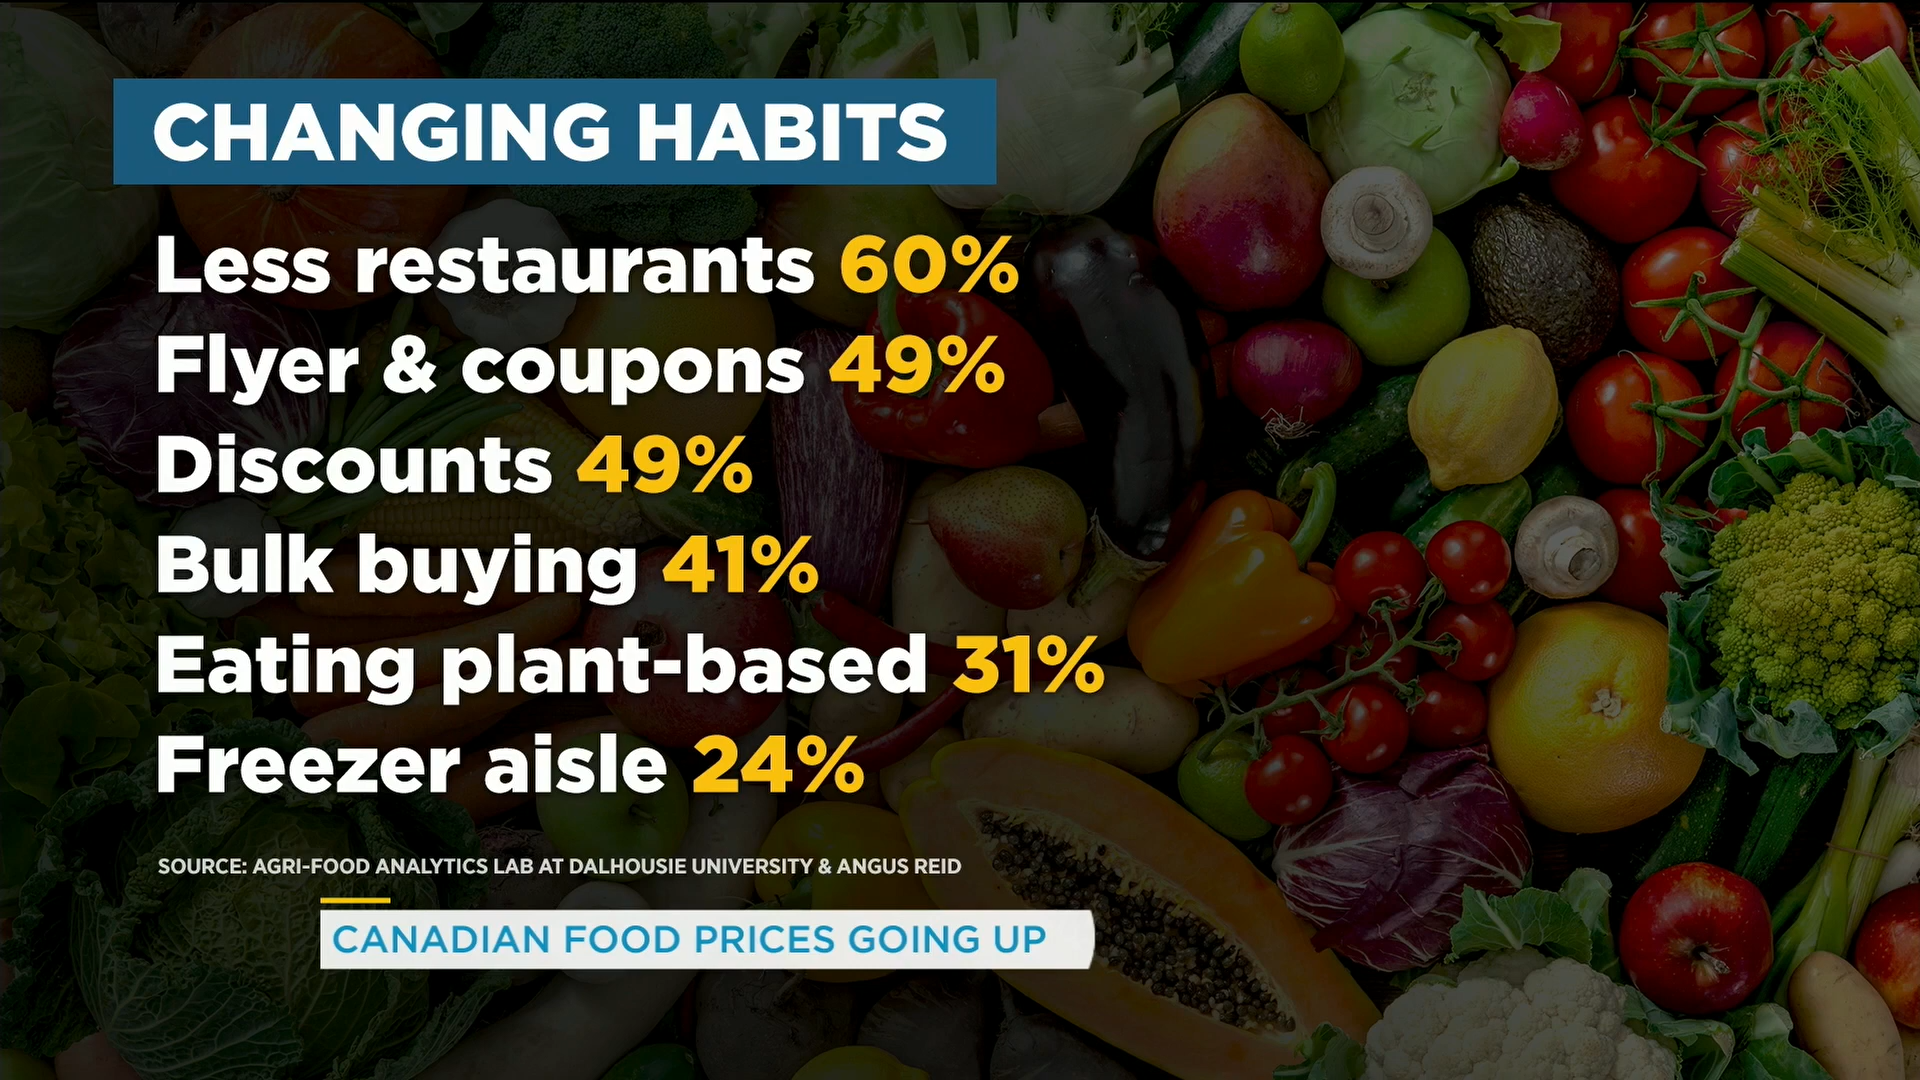 CHANGING HABITS
Less restaurants 60%
Flyer & coupons 49%
Discounts 49%
Bulk buying 41%
Eating plant-based 31%
Freezer aisle 24%
SOURCE: AGRI-FOOD ANALYTICS LAB AT DALHOUSIE UNIVERSITY & ANGUS REID
CANADIAN FOOD PRICES GOING UP